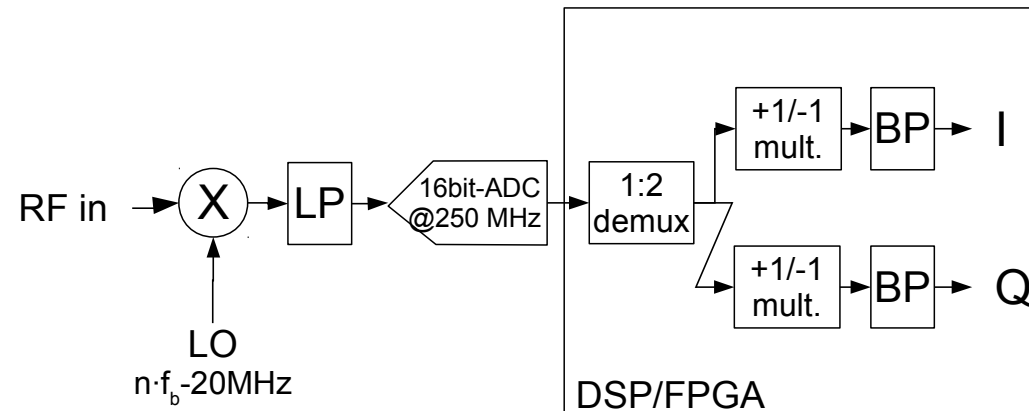 RF in
X
LO
n·f_b-20MHz
LP
16bit-ADC
@250 MHz
1:2
demux
+1/-1
mult.
BP
I
+1/-1
mult.
BP
Q
DSP/FPGA